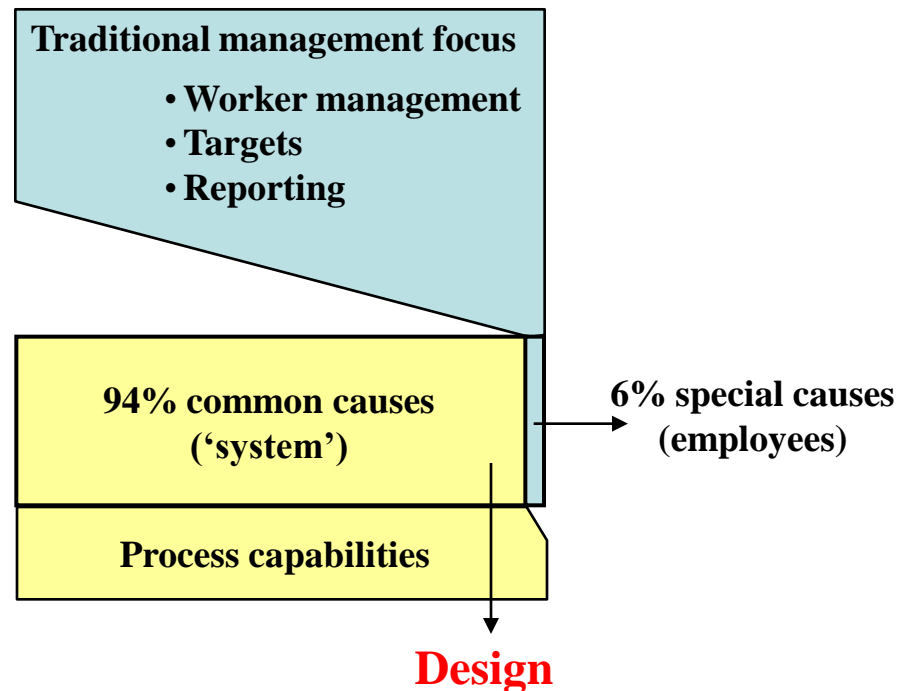 Traditional management focus
• Worker management
• Targets
• Reporting
94% common causes
(‘system’)
6% special causes
(employees)
Process capabilities
Design